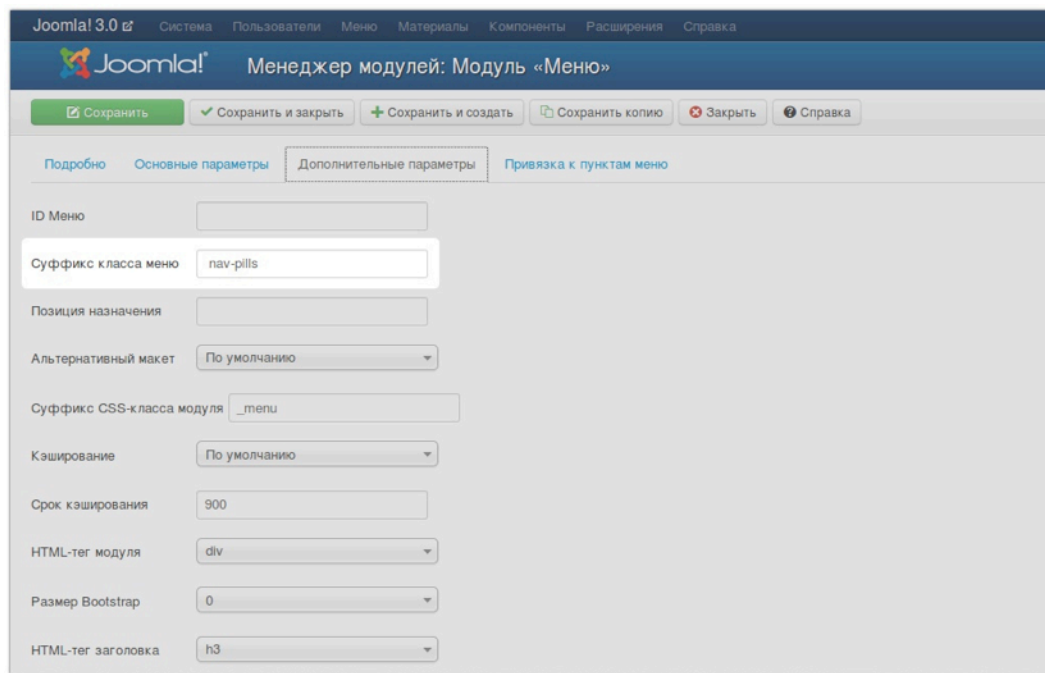 Joomla! 3.0 Система Пользователи Меню Материалы Компоненты Расширения Справка
Joomla!® Менеджер модулей: Модуль «Меню»
Сохранить Сохранить и закрыть Сохранить и создать Сохранить копию Закрыть Справка
Подробно Основные параметры Дополнительные параметры Привязка к пунктам меню
ID Меню
Суффикс класса меню nav-pills
Позиция назначения
Альтернативный макет По умолчанию
Суффикс CSS-класса модуля _menu
Кэширование По умолчанию
Срок кэширования 900
HTML-тег модуля div
Размер Bootstrap 0
HTML-тег заголовка h3